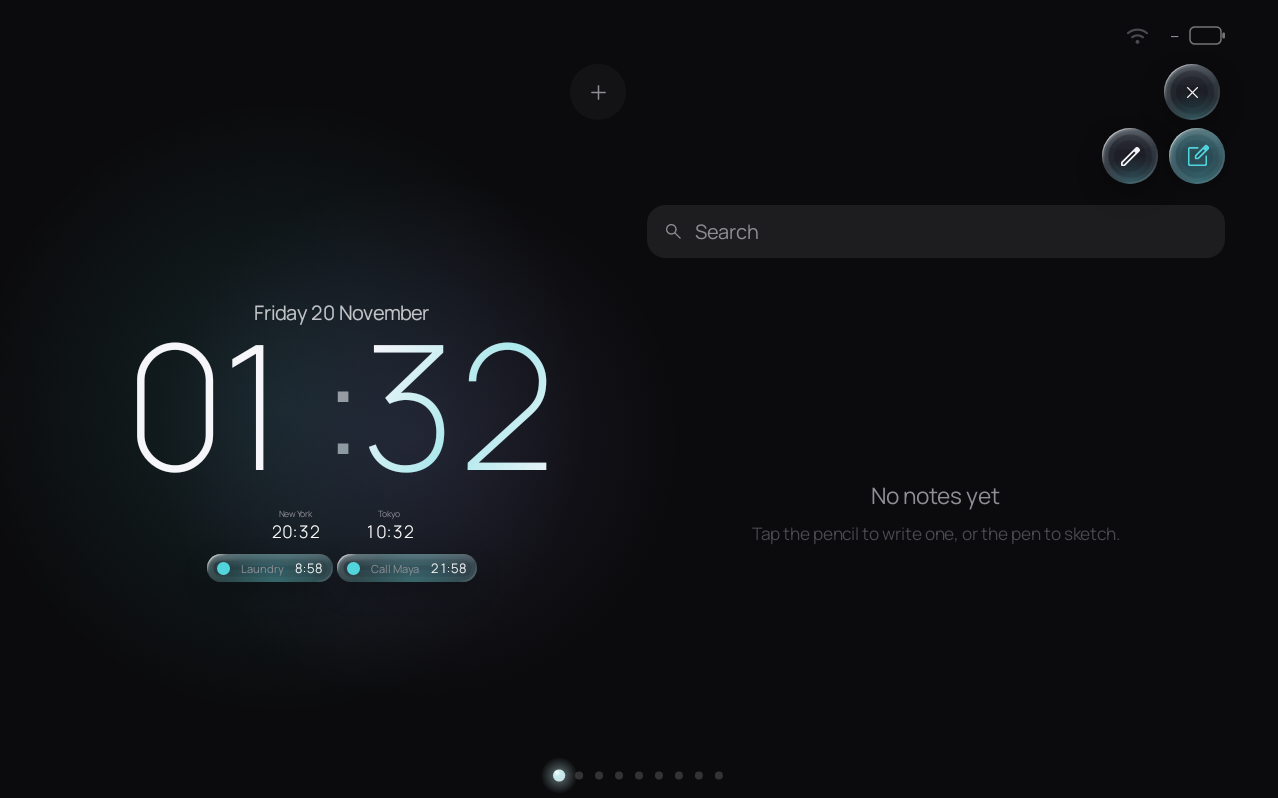 Search
Friday 20 November
01:32
New York Tokyo
20:32 10:32
Laundry 8:58 Call Maya 21:58
No notes yet
Tap the pencil to write one, or the pen to sketch.